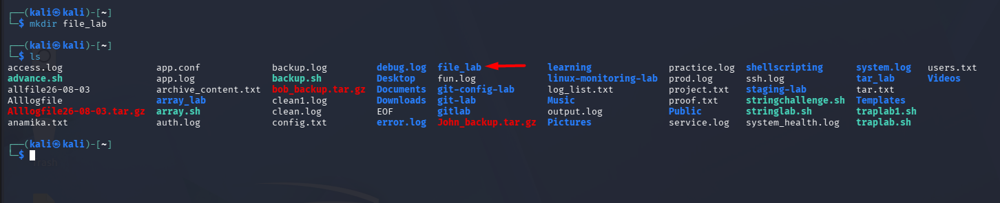 ┌──(kali㉿kali)-[~]
└─$ mkdir file_lab
┌──(kali㉿kali)-[~]
└─$ ls
access.log app.conf backup.log debug.log file_lab learning practice.log shellscripting system.log users.txt
advance.sh app.log backup.sh Desktop fun.log linux-monitoring-lab prod.log ssh.log tar_lab Videos
allfile26-08-03 archive_content.txt bob_backup.tar.gz Documents git-config-lab log_list.txt project.txt staging-lab tar.txt
Alllogfile array_lab clean1.log Downloads git-lab Music proof.txt stringchallenge.sh Templates
Alllogfile26-08-03.tar.gz array.sh clean.log EOF gitlab output.log Public stringlab.sh traplab1.sh
anamika.txt auth.log config.txt error.log John_backup.tar.gz Pictures service.log system_health.log traplab.sh
┌──(kali㉿kali)-[~]
└─$